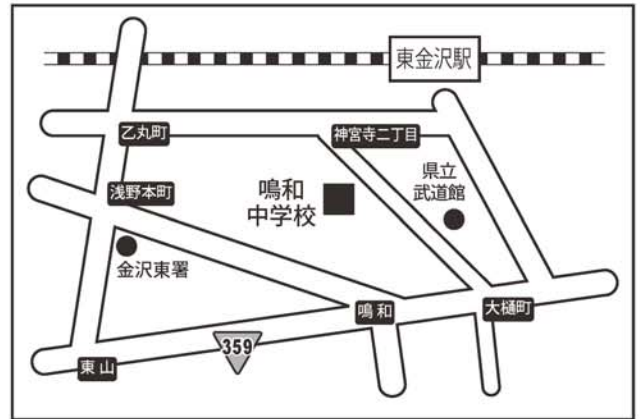 東金沢駅
乙丸町
神宮寺二丁目
県立
武道館
浅野本町
鳴和
中学校
金沢東署
鳴和
大樋町
359
東山